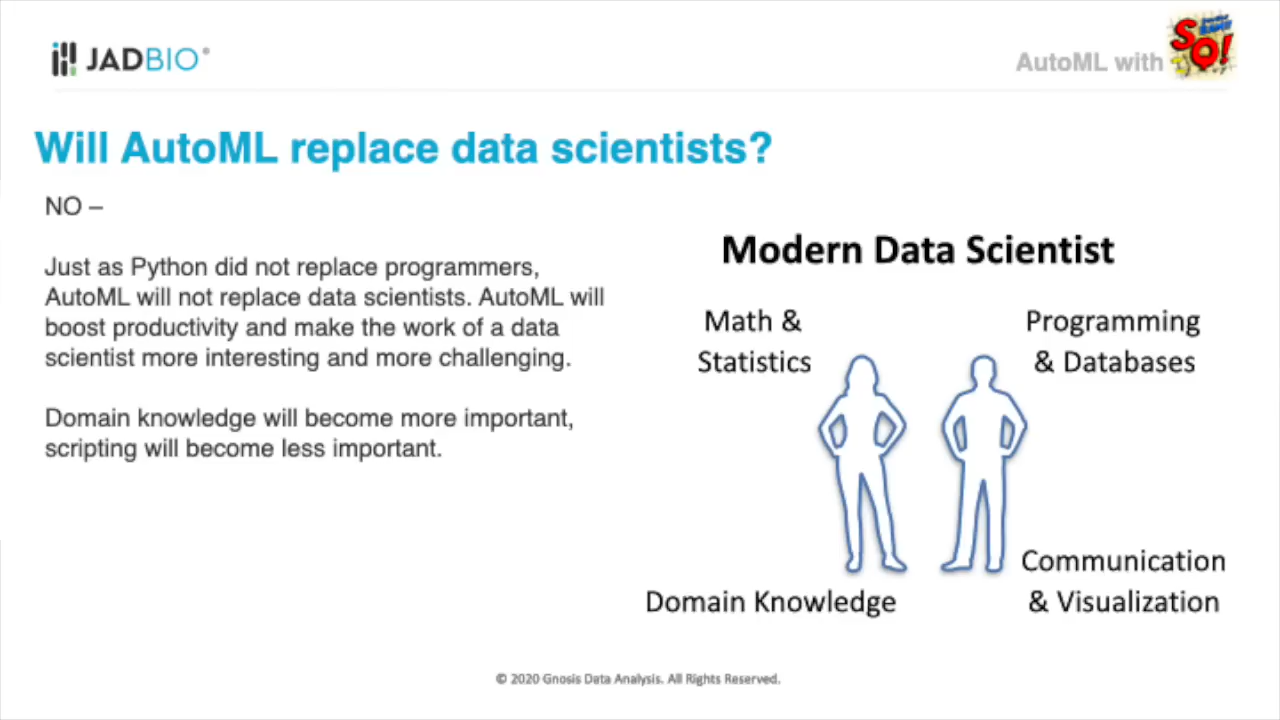 JADBIO®
AutoML with
SO!
Will AutoML replace data scientists?
NO –
Just as Python did not replace programmers,
AutoML will not replace data scientists. AutoML will
boost productivity and make the work of a data
scientist more interesting and more challenging.
Domain knowledge will become more important,
scripting will become less important.
Modern Data Scientist
Math &
Statistics
Programming
& Databases
Domain Knowledge
Communication
& Visualization
© 2020 Gnosis Data Analysis. All Rights Reserved.